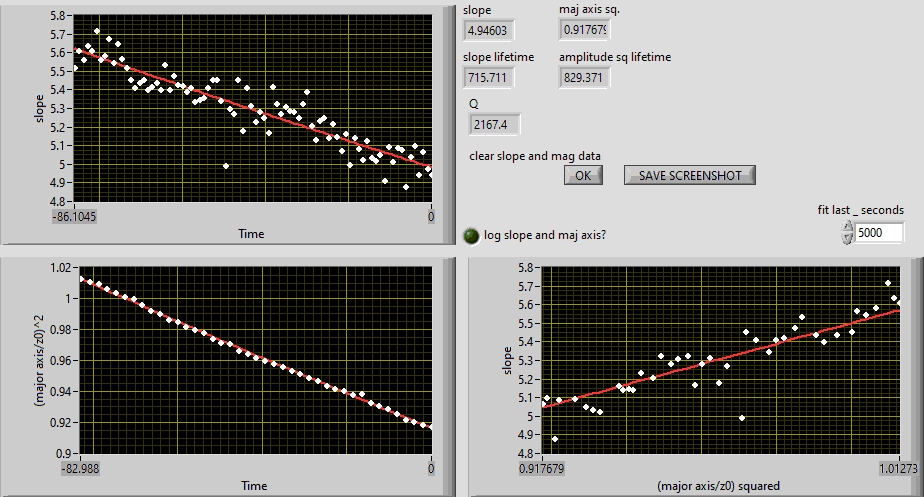 5.8
5.7
5.6
5.5
5.4
5.3
5.2
5.1
5
4.9
4.8
slope
-86.1045
0
Time
slope
4.94603
maj axis sq.
0.917679
slope lifetime
715.711
amplitude sq lifetime
829.371
Q
2167.4
clear slope and mag data
OK
SAVE SCREENSHOT
fit last _ seconds
5000
log slope and maj axis?
1.02
1
0.98
0.96
0.94
0.92
0.9
(major axis/z0)^2
-82.988
0
Time
5.8
5.7
5.6
5.5
5.4
5.3
5.2
5.1
5
4.9
4.8
slope
0.917679
1.01273
(major axis/z0) squared